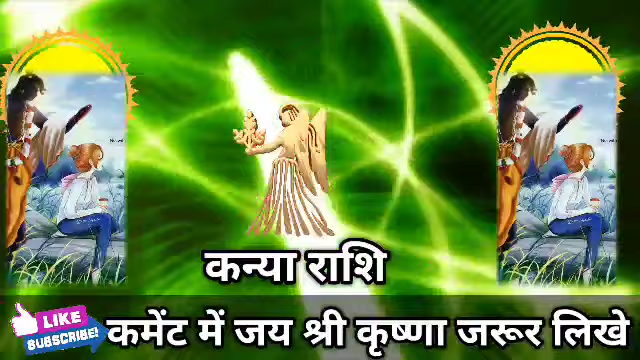 कन्या राशि
LIKE
SUBSCRIBE!
कमेंट में जय श्री कृष्णा जरूर लिखे